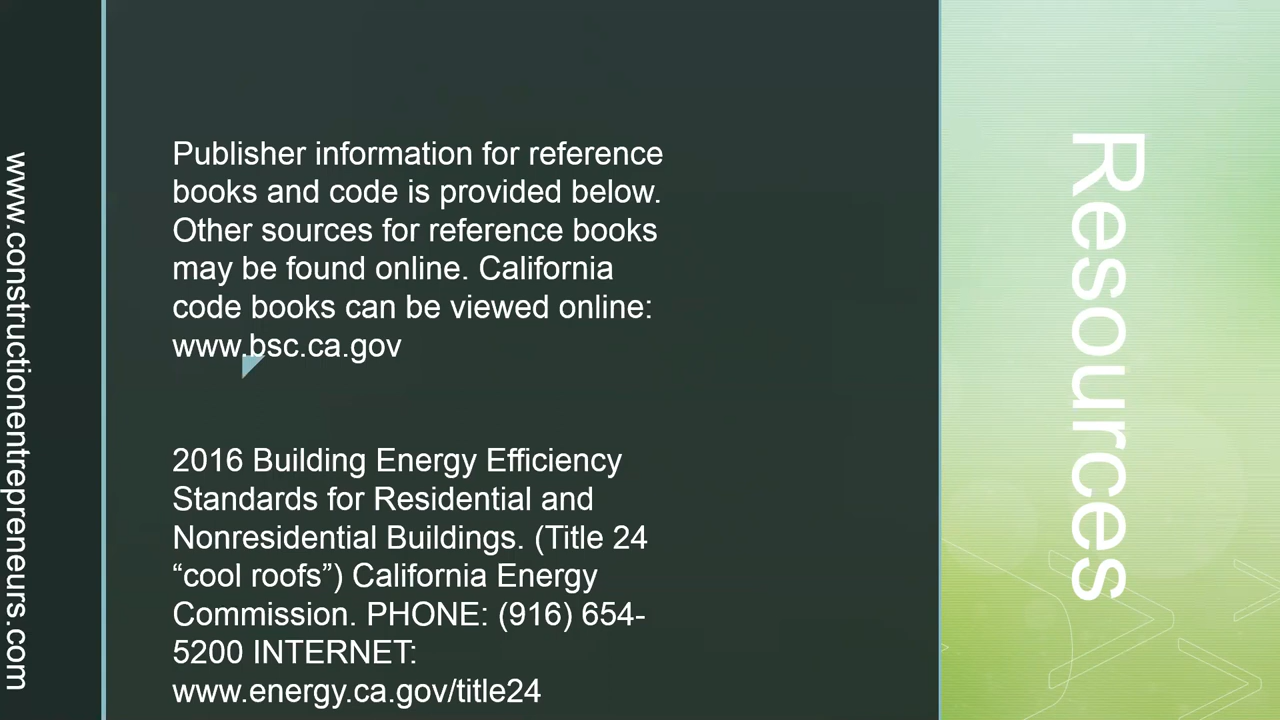 www.constructionentrepreneurs.com
Publisher information for reference
books and code is provided below.
Other sources for reference books
may be found online. California
code books can be viewed online:
www.bsc.ca.gov
2016 Building Energy Efficiency
Standards for Residential and
Nonresidential Buildings. (Title 24
“cool roofs”) California Energy
Commission. PHONE: (916) 654-
5200 INTERNET:
www.energy.ca.gov/title24
Resources